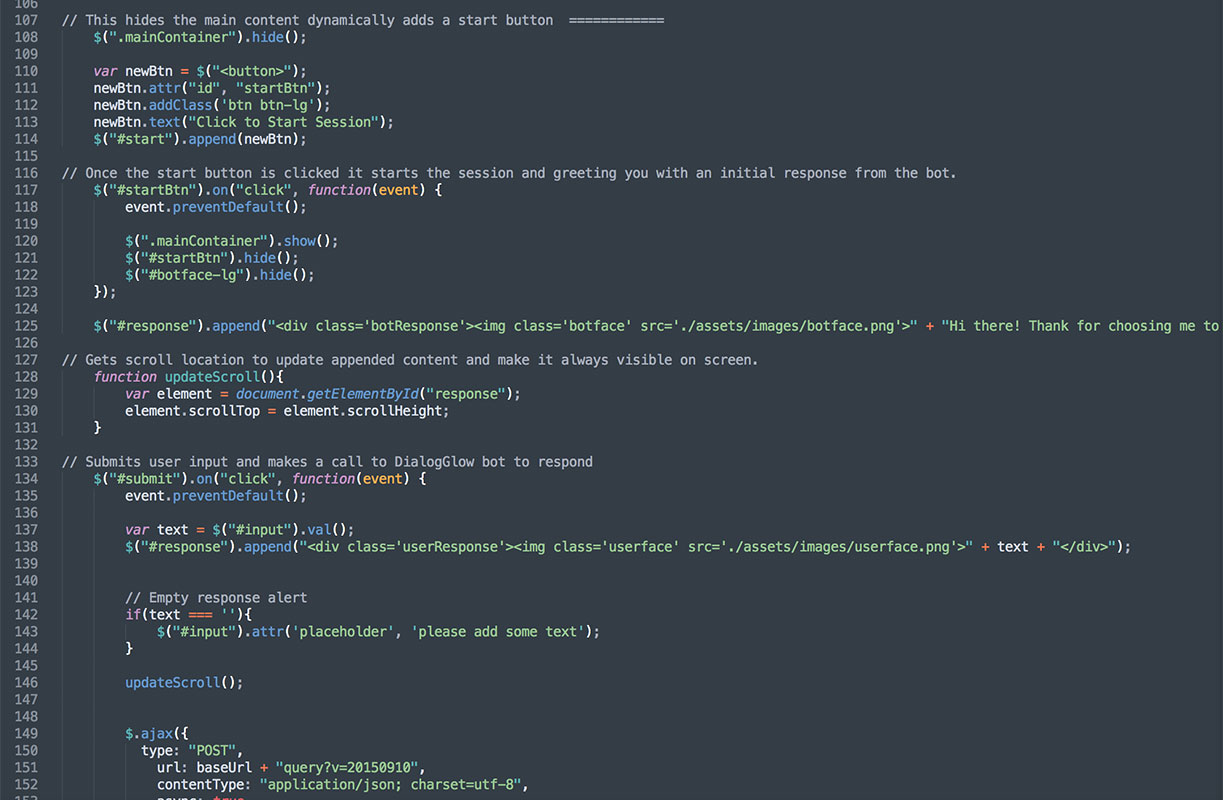 106
107 // This hides the main content dynamically adds a start button ============
108 $(".mainContainer").hide();
109
110 var newBtn = $("<button>");
111 newBtn.attr("id", "startBtn");
112 newBtn.addClass('btn btn-lg');
113 newBtn.text("Click to Start Session");
114 $("#start").append(newBtn);
115
116 // Once the start button is clicked it starts the session and greeting you with an initial response from the bot.
117 $("#startBtn").on("click", function(event) {
118 event.preventDefault();
119
120 $(".mainContainer").show();
121 $("#startBtn").hide();
122 $("#botface-lg").hide();
123 });
124
125 $("#response").append("<div class='botResponse'><img class='botface' src='./assets/images/botface.png'>" + "Hi there! Thank for choosing me to
126
127 // Gets scroll location to update appended content and make it always visible on screen.
128 function updateScroll(){
129 var element = document.getElementById("response");
130 element.scrollTop = element.scrollHeight;
131 }
132
133 // Submits user input and makes a call to DialogGlow bot to respond
134 $("#submit").on("click", function(event) {
135 event.preventDefault();
136
137 var text = $("#input").val();
138 $("#response").append("<div class='userResponse'><img class='userface' src='./assets/images/userface.png'>" + text + "</div>");
139
140
141 // Empty response alert
142 if(text === ''){
143 $("#input").attr('placeholder', 'please add some text');
144 }
145
146 updateScroll();
147
148
149 $.ajax({
150 type: "POST",
151 url: baseUrl + "query?v=20150910",
152 contentType: "application/json; charset=utf-8",
153 async: true